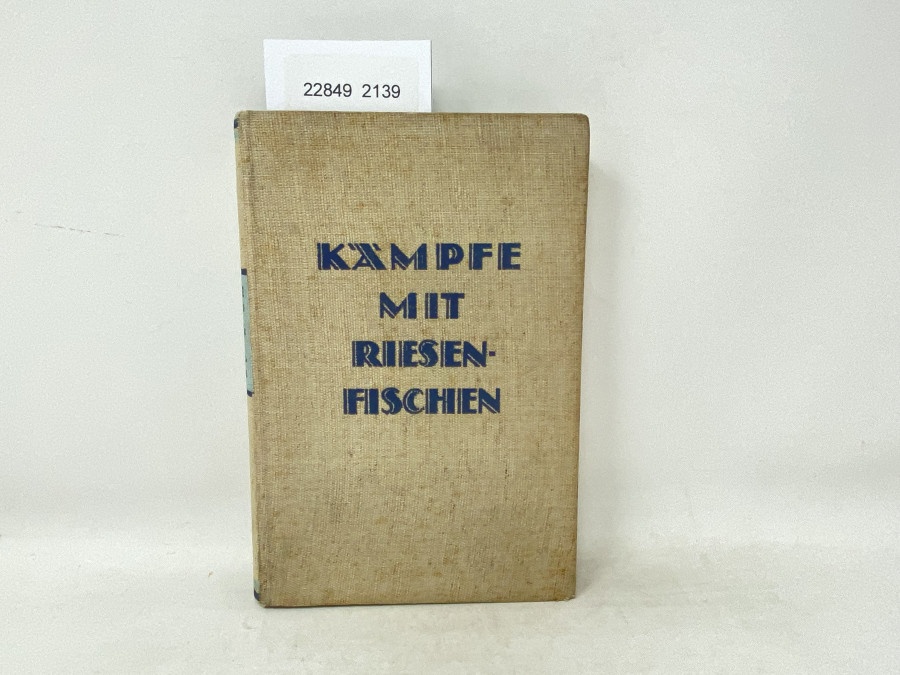 22849 2139
KÄMPFE
MIT
RIESEN-
FISCHEN